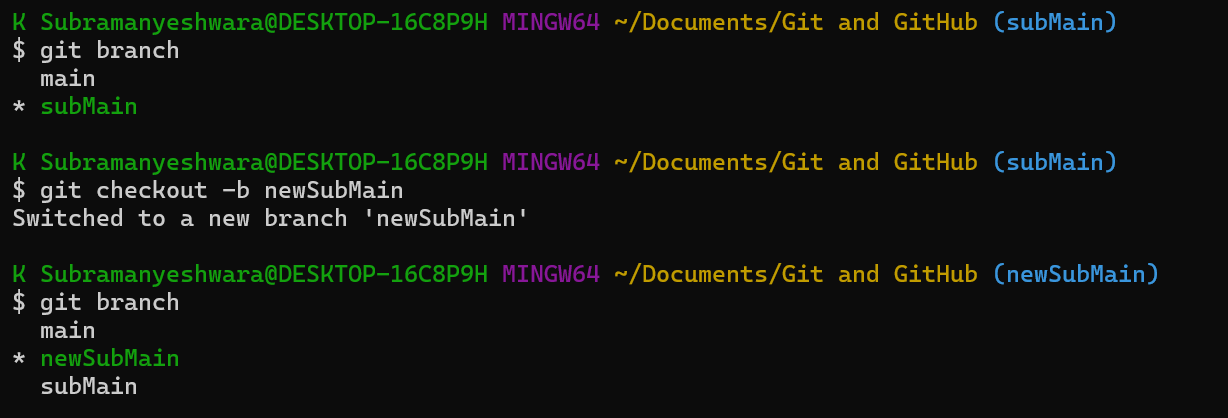 K Subramanyeshwara@DESKTOP-16C8P9H MINGW64 ~/Documents/Git and GitHub (subMain)
$ git branch
  main
* subMain

K Subramanyeshwara@DESKTOP-16C8P9H MINGW64 ~/Documents/Git and GitHub (subMain)
$ git checkout -b newSubMain
Switched to a new branch 'newSubMain'

K Subramanyeshwara@DESKTOP-16C8P9H MINGW64 ~/Documents/Git and GitHub (newSubMain)
$ git branch
  main
* newSubMain
  subMain